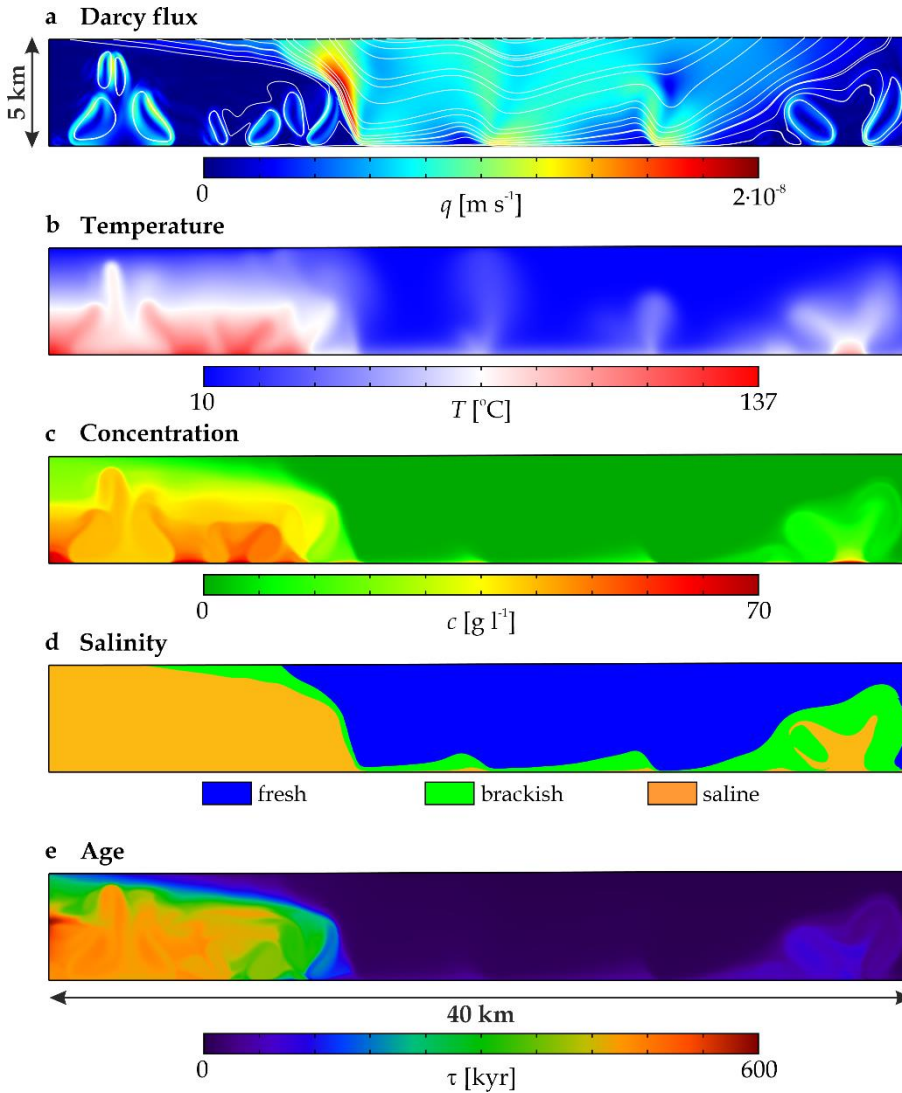 a Darcy flux
5 km
0 2·10⁻⁸
q [m s⁻¹]
b Temperature
10 137
T [°C]
c Concentration
0 70
c [g l⁻¹]
d Salinity
fresh brackish saline
e Age
40 km
0 600
τ [kyr]